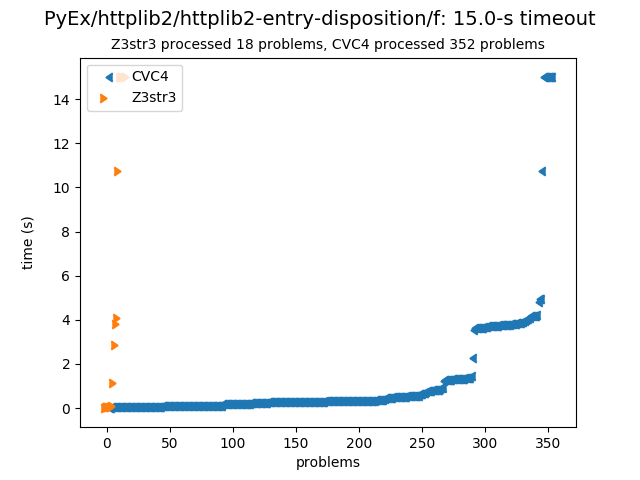 PyEx/httplib2/httplib2-entry-disposition/f: 15.0-s timeout
Z3str3 processed 18 problems, CVC4 processed 352 problems
CVC4
Z3str3
14
12
10
8
6
4
2
0
time (s)
0 50 100 150 200 250 300 350
problems